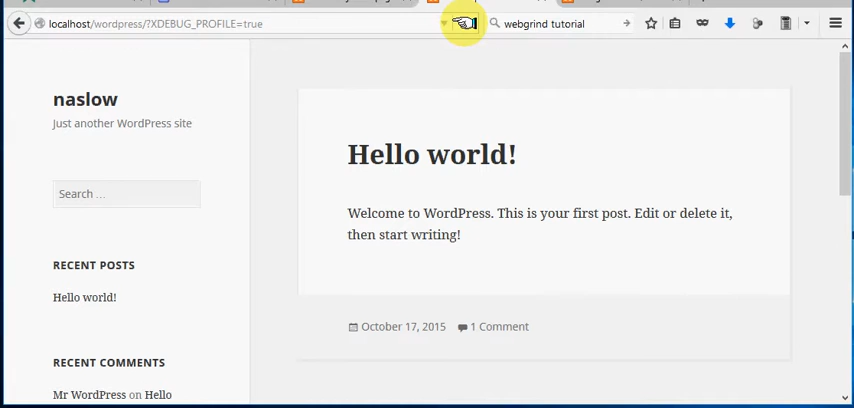 localhost/wordpress/?XDEBUG_PROFILE=true
webgrind tutorial
naslow
Just another WordPress site
Search …
RECENT POSTS
Hello world!
RECENT COMMENTS
Mr WordPress on Hello
Hello world!
Welcome to WordPress. This is your first post. Edit or delete it,
then start writing!
October 17, 2015 1 Comment